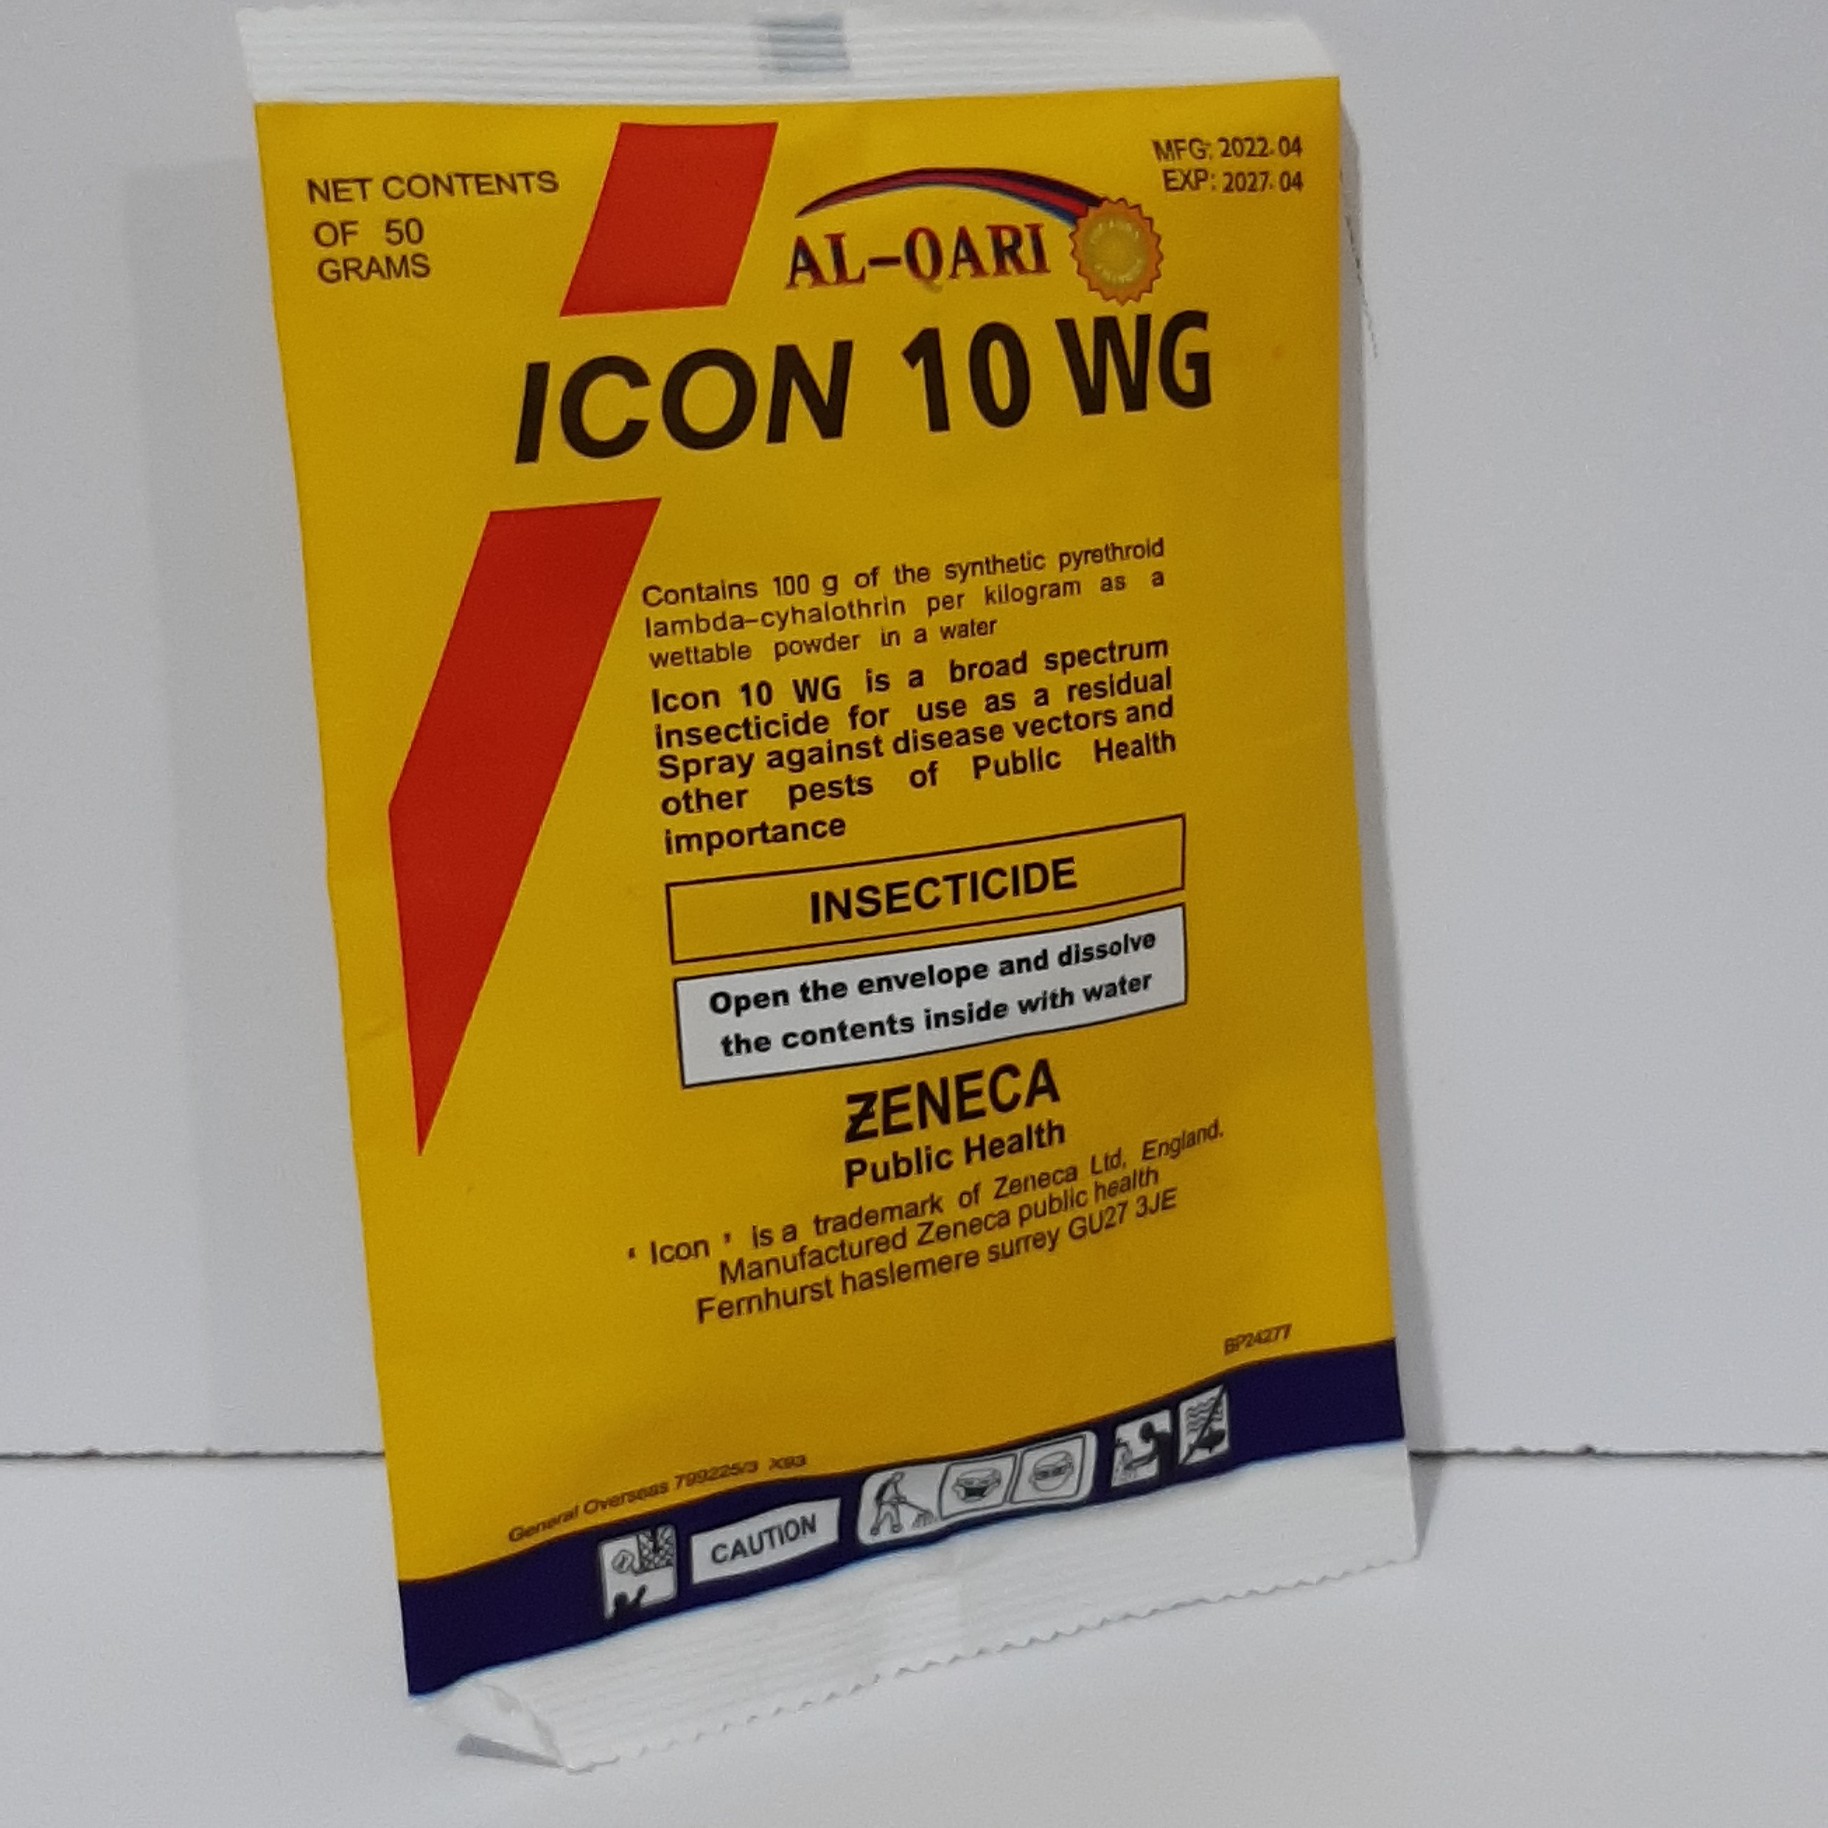 NET CONTENTS
OF 50
GRAMS
MFG: 2022.04
EXP: 2027.04
AL-QARI
ICON 10 WG
Contains 100 g of the synthetic pyrethroid
lambda-cyhalothrin per kilogram as a
wettable powder in a water
Icon 10 WG is a broad spectrum
insecticide for use as a residual
Spray against disease vectors and
other pests of Public Health
importance
INSECTICIDE
Open the envelope and dissolve
the contents inside with water
ZENECA
Public Health
‘ Icon ’ is a trademark of Zeneca Ltd, England.
Manufactured Zeneca public health
Fernhurst haslemere surrey GU27 3JE
BP24277
General Overseas 799225/3 X93
CAUTION